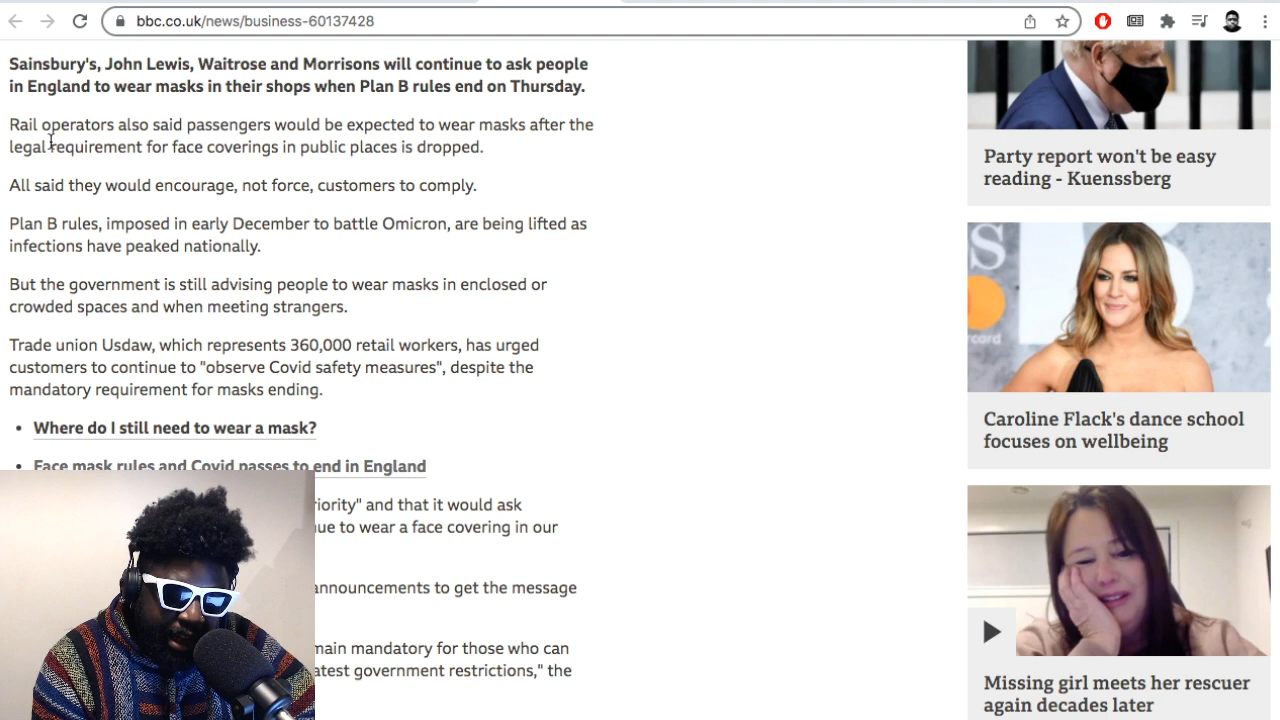 bbc.co.uk/news/business-60137428
Sainsbury's, John Lewis, Waitrose and Morrisons will continue to ask people
in England to wear masks in their shops when Plan B rules end on Thursday.
Rail operators also said passengers would be expected to wear masks after the
legal requirement for face coverings in public places is dropped.
All said they would encourage, not force, customers to comply.
Plan B rules, imposed in early December to battle Omicron, are being lifted as
infections have peaked nationally.
But the government is still advising people to wear masks in enclosed or
crowded spaces and when meeting strangers.
Trade union Usdaw, which represents 360,000 retail workers, has urged
customers to continue to "observe Covid safety measures", despite the
mandatory requirement for masks ending.
• Where do I still need to wear a mask?
• Face mask rules and Covid passes to end in England
iority" and that it would ask
ue to wear a face covering in our
announcements to get the message
main mandatory for those who can
atest government restrictions," the
Party report won't be easy
reading - Kuenssberg
S
card
Caroline Flack's dance school
focuses on wellbeing
Missing girl meets her rescuer
again decades later